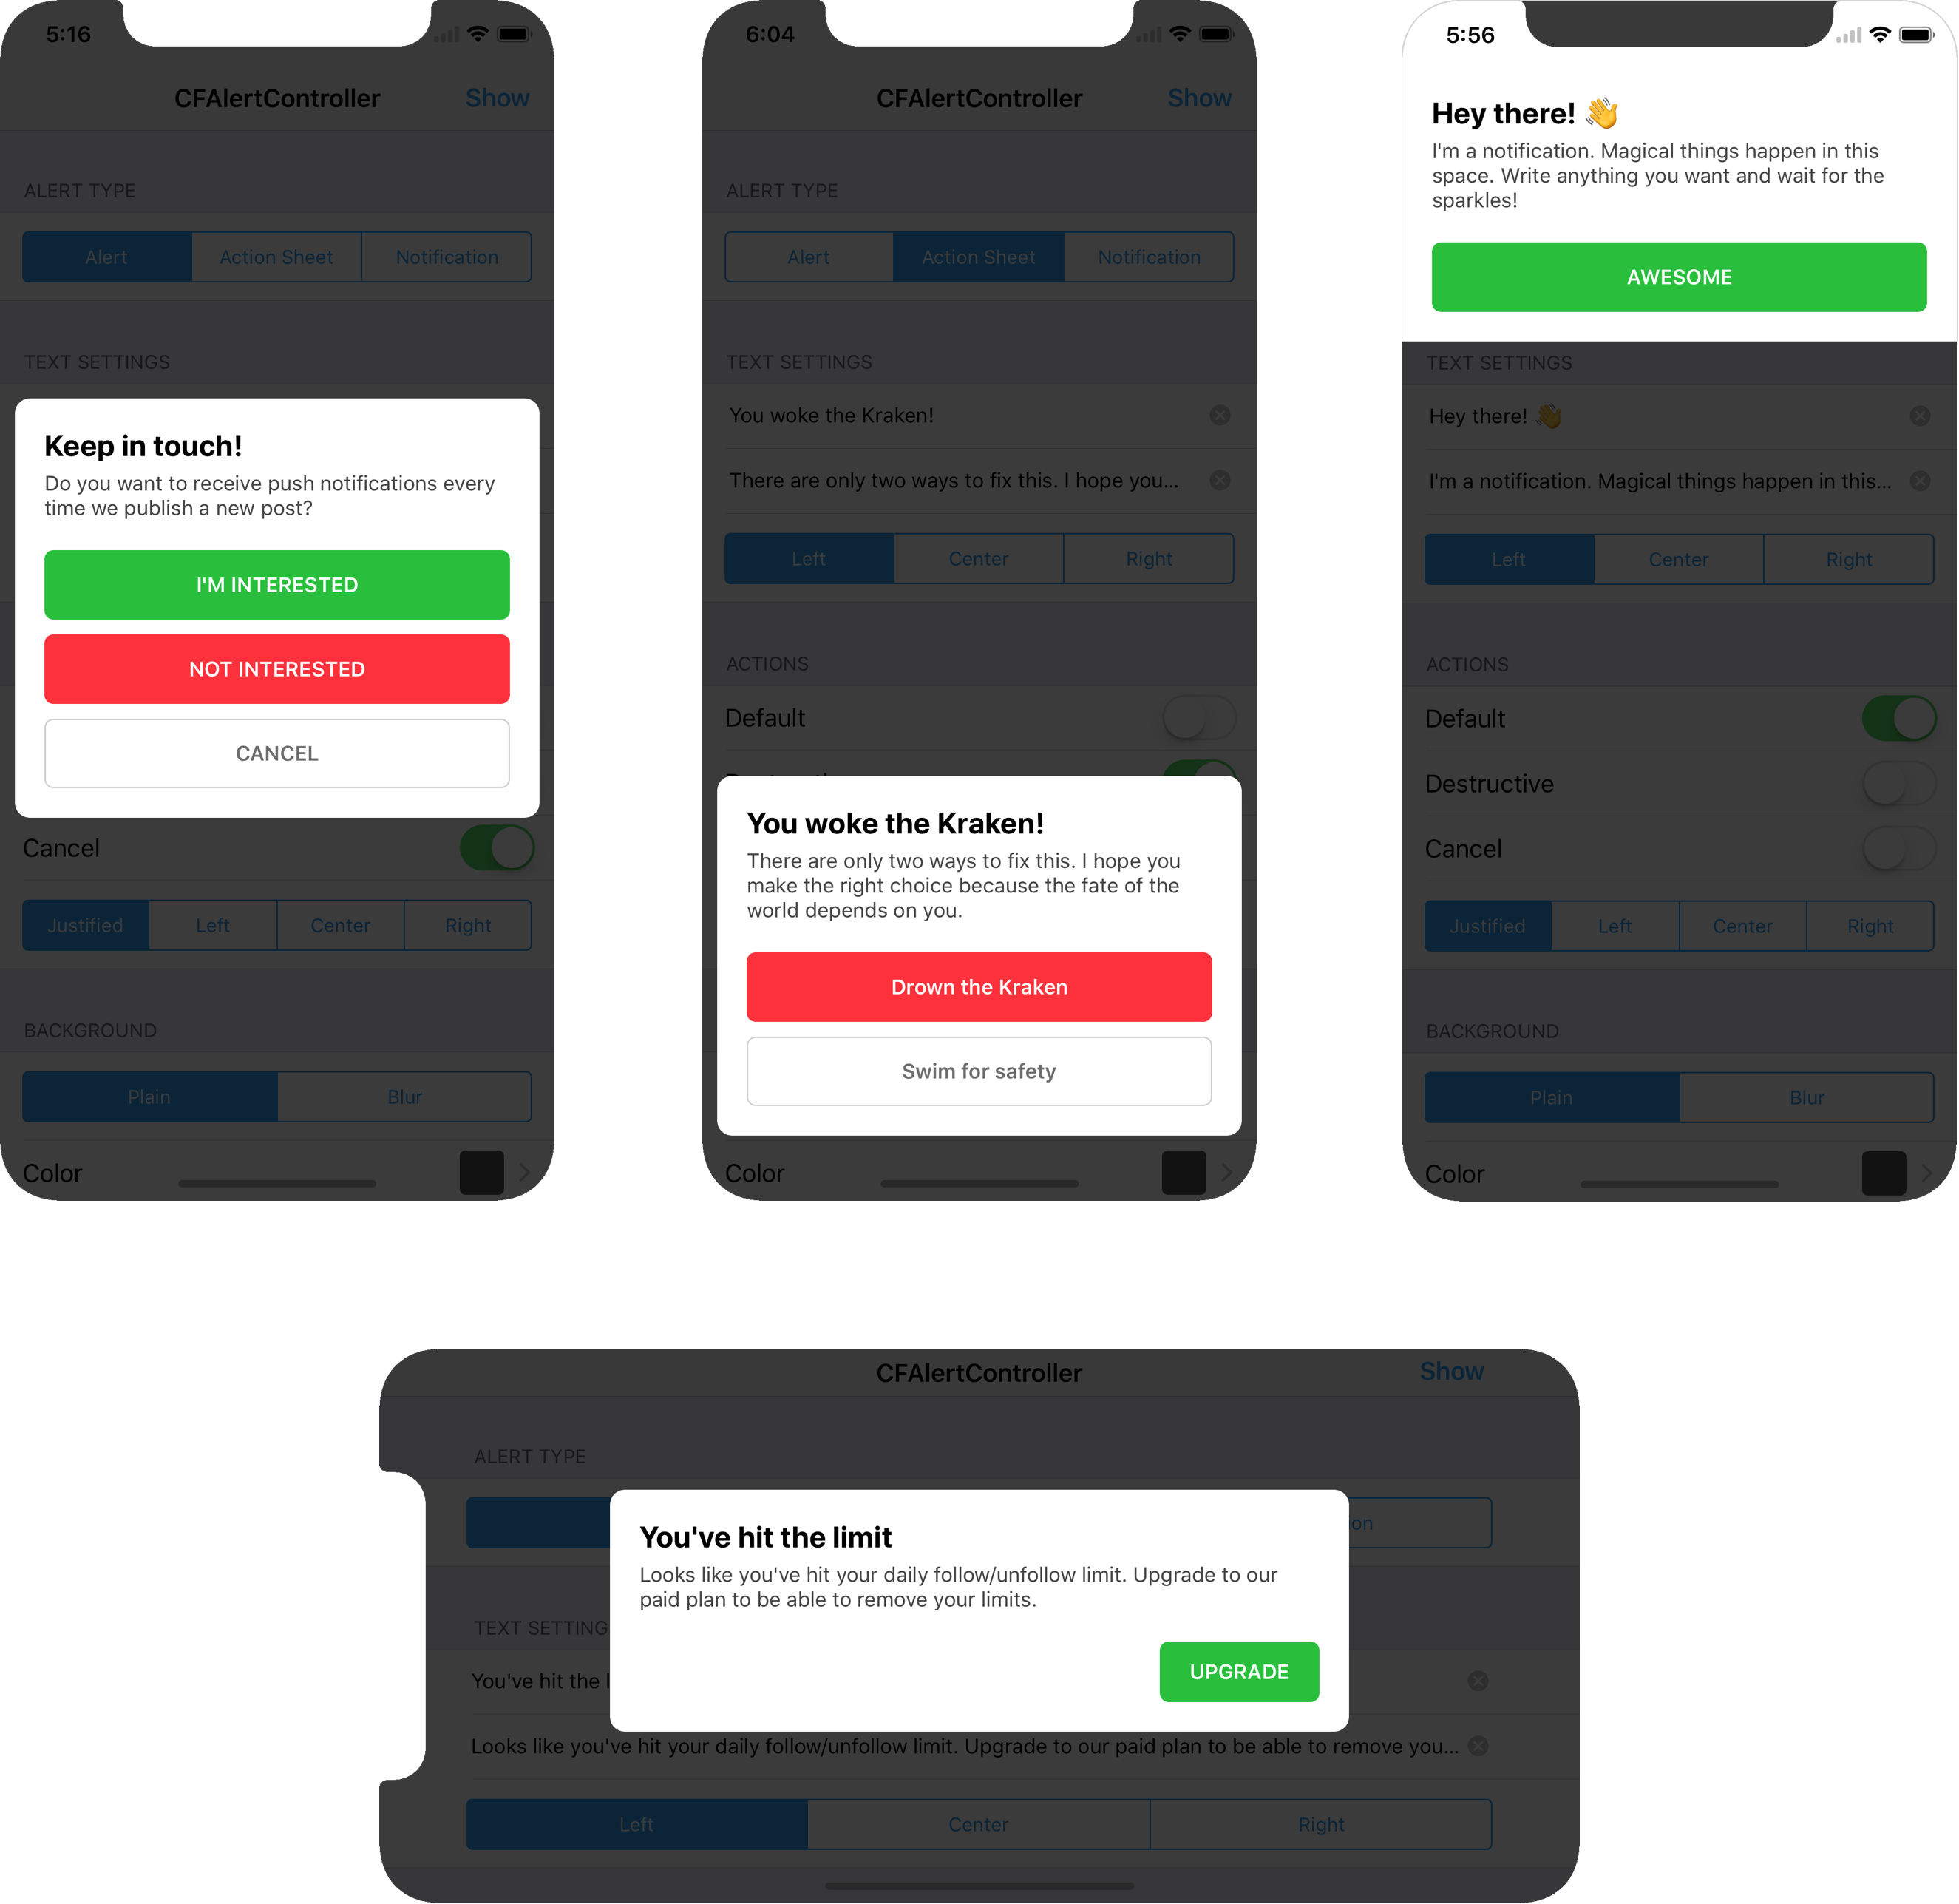 5:16
CFAlertController Show
ALERT TYPE
Alert Action Sheet Notification
TEXT SETTINGS
Keep in touch!
Do you want to receive push notifications every
time we publish a new post?
I'M INTERESTED
NOT INTERESTED
CANCEL
Cancel
Justified Left Center Right
BACKGROUND
Plain Blur
Color
6:04
CFAlertController Show
ALERT TYPE
Alert Action Sheet Notification
TEXT SETTINGS
You woke the Kraken!
There are only two ways to fix this. I hope you...
Left Center Right
ACTIONS
Default
You woke the Kraken!
There are only two ways to fix this. I hope you
make the right choice because the fate of the
world depends on you.
Drown the Kraken
Swim for safety
Color
5:56
Hey there! 👋
I'm a notification. Magical things happen in this
space. Write anything you want and wait for the
sparkles!
AWESOME
TEXT SETTINGS
Hey there! 👋
I'm a notification. Magical things happen in this...
Left Center Right
ACTIONS
Default
Destructive
Cancel
Justified Left Center Right
BACKGROUND
Plain Blur
Color
CFAlertController Show
ALERT TYPE
on
You've hit the limit
Looks like you've hit your daily follow/unfollow limit. Upgrade to our
paid plan to be able to remove your limits.
UPGRADE
TEXT SETTING
You've hit the
Looks like you've hit your daily follow/unfollow limit. Upgrade to our paid plan to be able to remove you...
Left Center Right